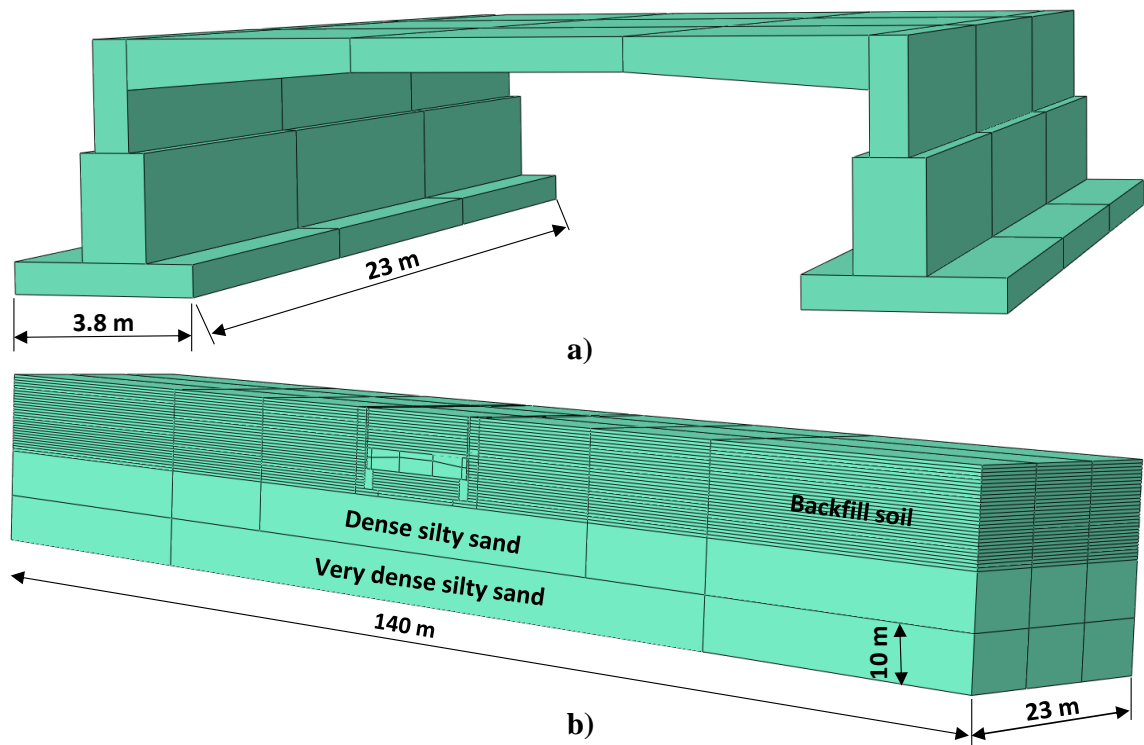 23 m
3.8 m
a)
Backfill soil
Dense silty sand
Very dense silty sand
140 m
10 m
23 m
b)